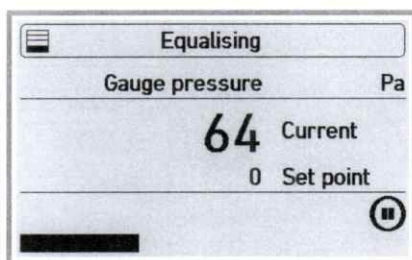 Equalising
Gauge pressure Pa
64 Current
0 Set point